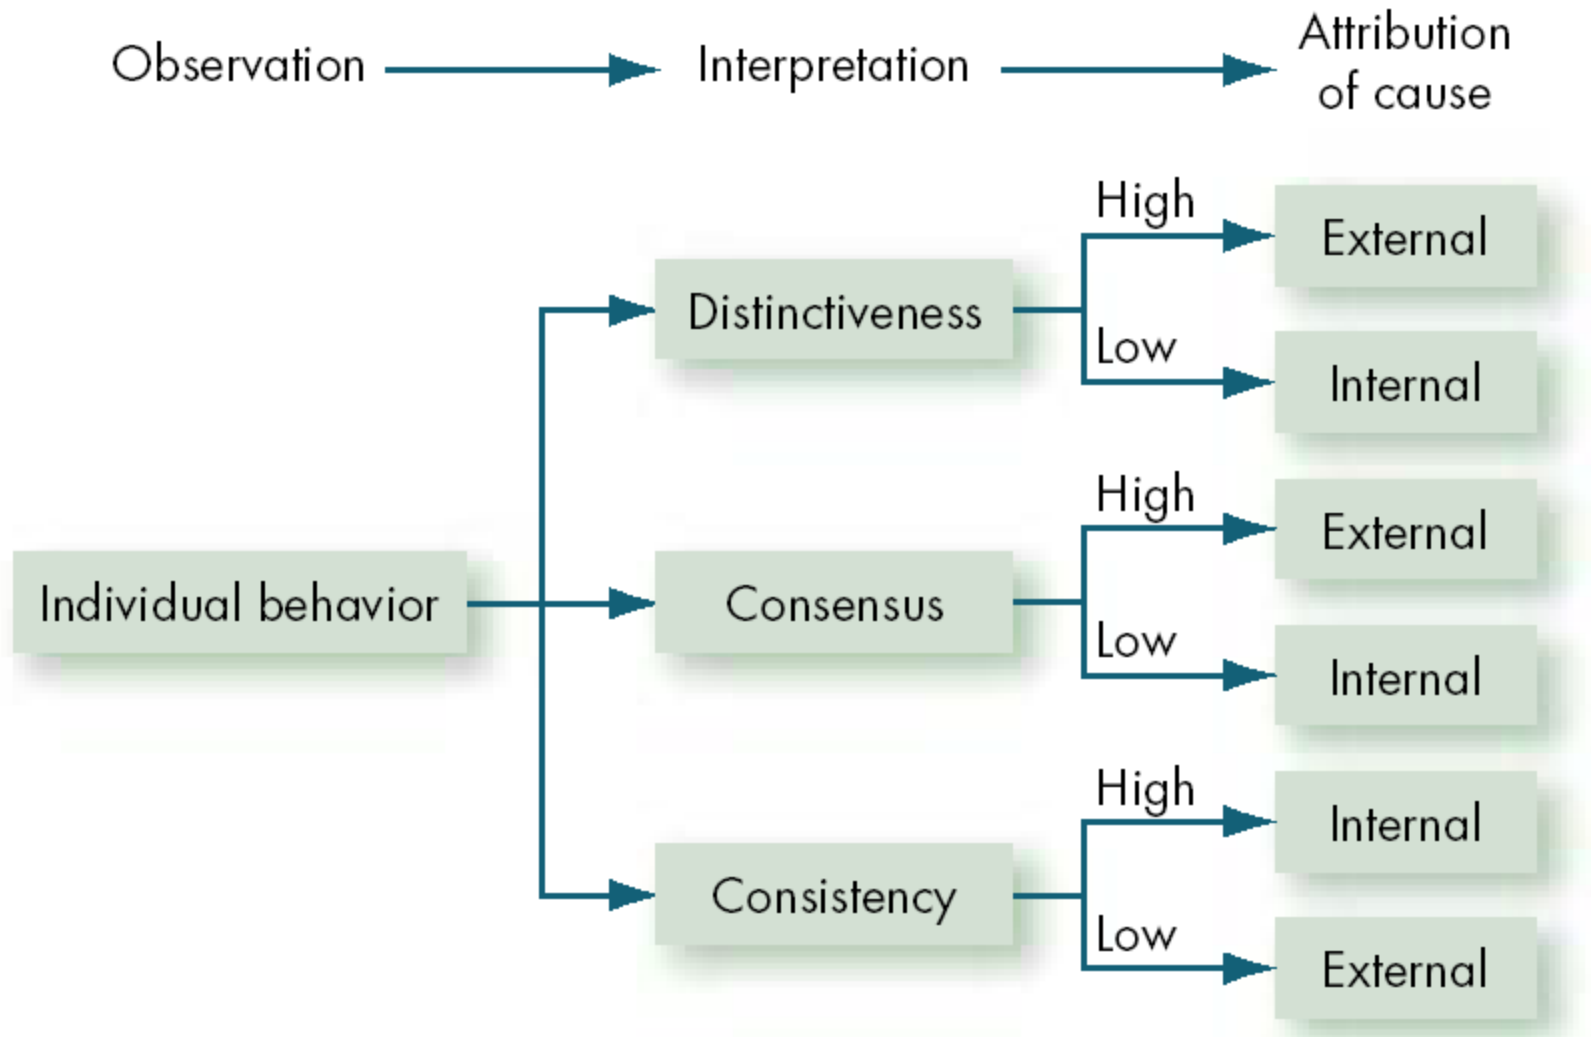 Observation
Interpretation
Attribution
of cause
High
External
Distinctiveness
Low
Internal
High
External
Individual behavior
Consensus
Low
Internal
High
Internal
Consistency
Low
External